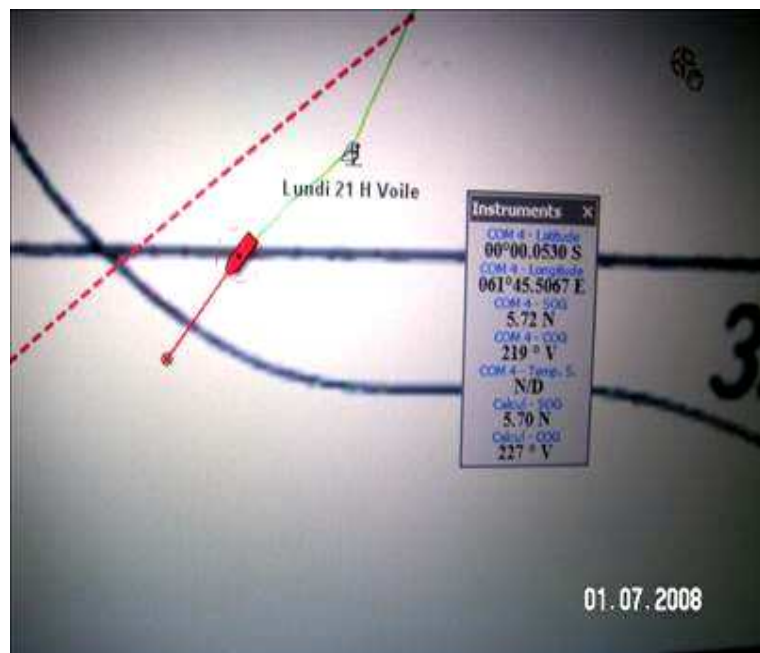 Lundi 21 H Voile
Instruments x
COM 4 - Latitude
00°00.0530 S
COM 4 - Longitude
061°45.5067 E
COM 4 - SOG
5.72 N
COM 4 - COG
219 ° V
COM 4 - Temp. S.
N/D
Calcul - SOG
5.70 N
Calcul - COG
227 ° V
3
01.07.2008